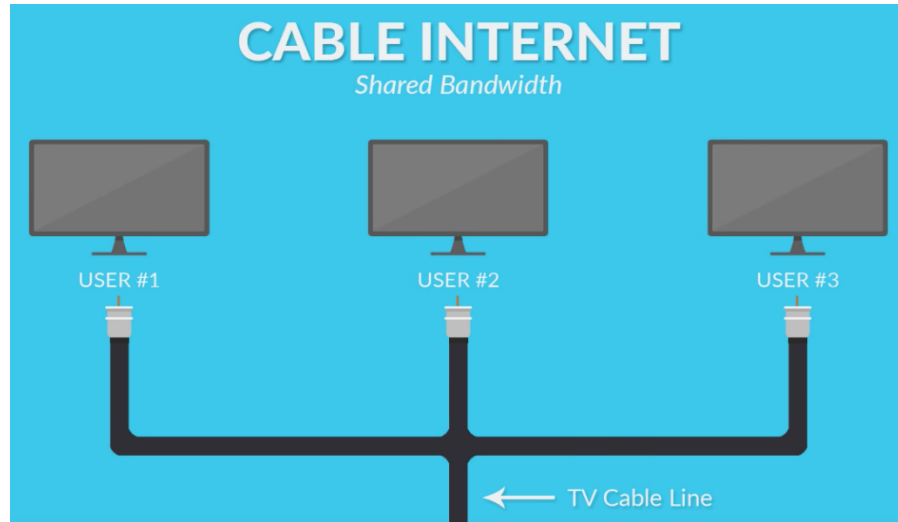 CABLE INTERNET
Shared Bandwidth
USER #1
USER #2
USER #3
TV Cable Line